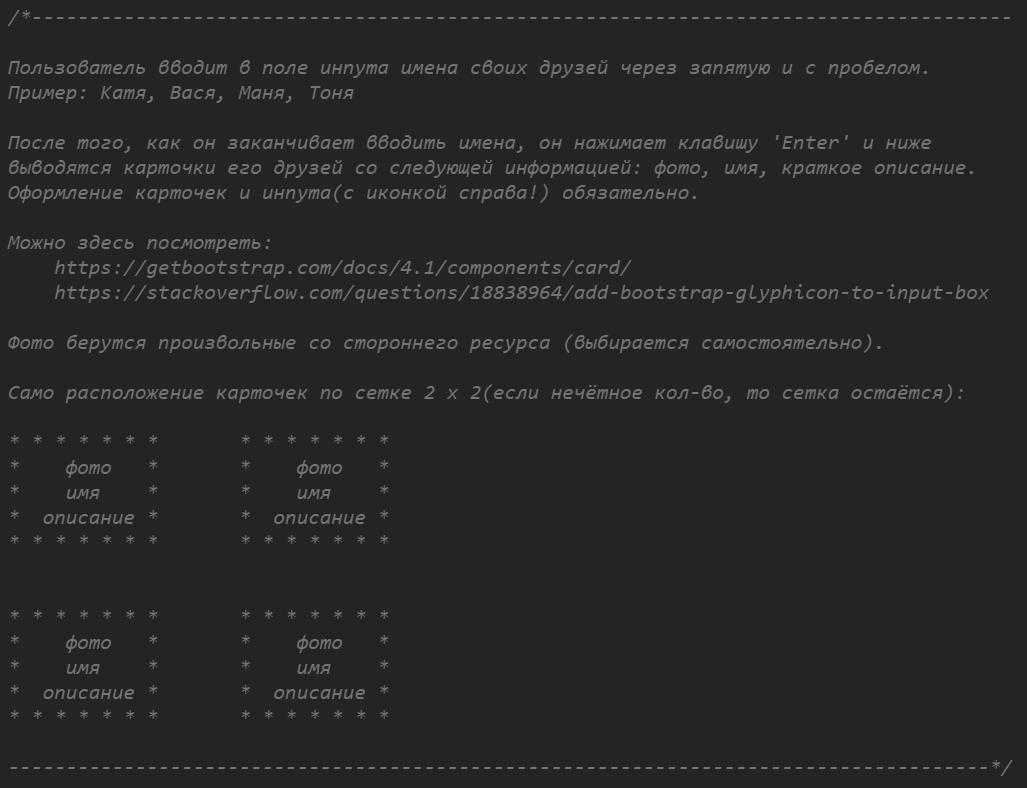 /*-------------------------------------------------------------------------------------
Пользователь вводит в поле инпута имена своих друзей через запятую и с пробелом.
Пример: Катя, Вася, Маня, Тоня
После того, как он заканчивает вводить имена, он нажимает клавишу 'Enter' и ниже
выводятся карточки его друзей со следующей информацией: фото, имя, краткое описание.
Оформление карточек и инпута(с иконкой справа!) обязательно.
Можно здесь посмотреть:
    https://getbootstrap.com/docs/4.1/components/card/
    https://stackoverflow.com/questions/18838964/add-bootstrap-glyphicon-to-input-box
Фото берутся произвольные со стороннего ресурса (выбирается самостоятельно).
Само расположение карточек по сетке 2 x 2(если нечётное кол-во, то сетка остаётся):
* * * * * * *       * * * * * * *
*    фото   *       *    фото   *
*    имя    *       *    имя    *
*  описание *       *  описание *
* * * * * * *       * * * * * * *
* * * * * * *       * * * * * * *
*    фото   *       *    фото   *
*    имя    *       *    имя    *
*  описание *       *  описание *
* * * * * * *       * * * * * * *
-------------------------------------------------------------------------------------*/